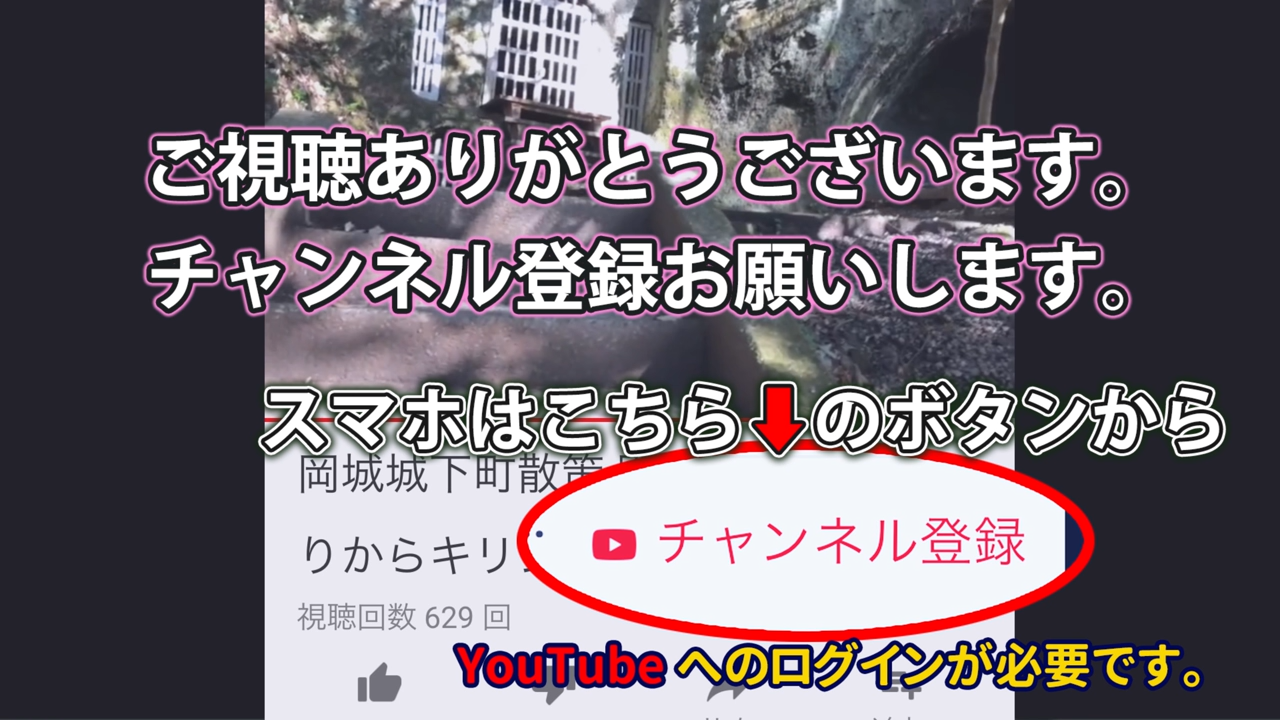 ご視聴ありがとうございます。
チャンネル登録お願いします。
スマホはこちら⬇のボタンから
岡城城下町散策
チャンネル登録
りからキリ
視聴回数 629 回
YouTube へのログインが必要です。